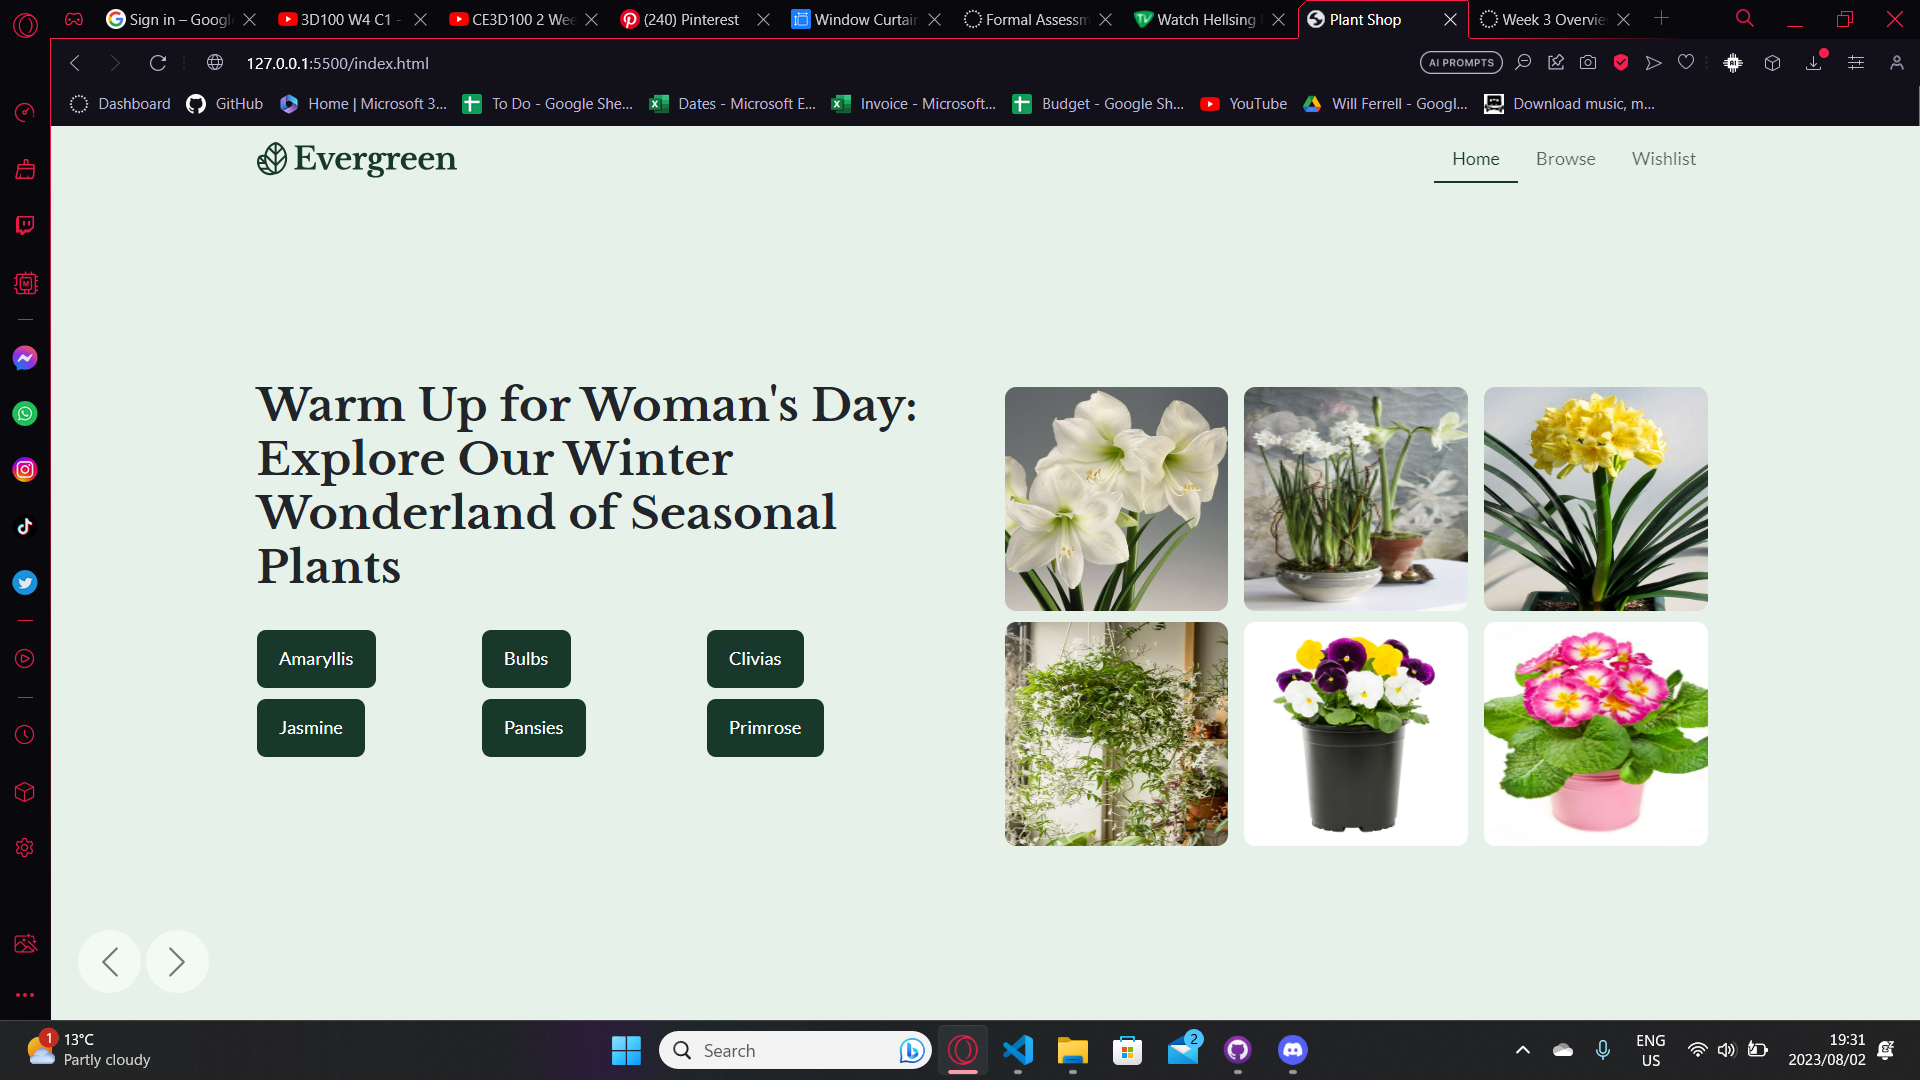 Sign in – Googl
3D100 W4 C1 -
CE3D100 2 Wee
(240) Pinterest
Window Curtain
Formal Assessm
Watch Hellsing
Plant Shop
Week 3 Overvie
127.0.0.1:5500/index.html
AI PROMPTS
Dashboard
GitHub
Home | Microsoft 3...
To Do - Google She...
Dates - Microsoft E...
Invoice - Microsoft...
Budget - Google Sh...
YouTube
Will Ferrell - Googl...
Download music, m...
Evergreen
Home
Browse
Wishlist
Warm Up for Woman's Day:
Explore Our Winter
Wonderland of Seasonal
Plants
Amaryllis
Bulbs
Clivias
Jasmine
Pansies
Primrose
1
13°C
Partly cloudy
Search
2
ENG
US
19:31
2023/08/02